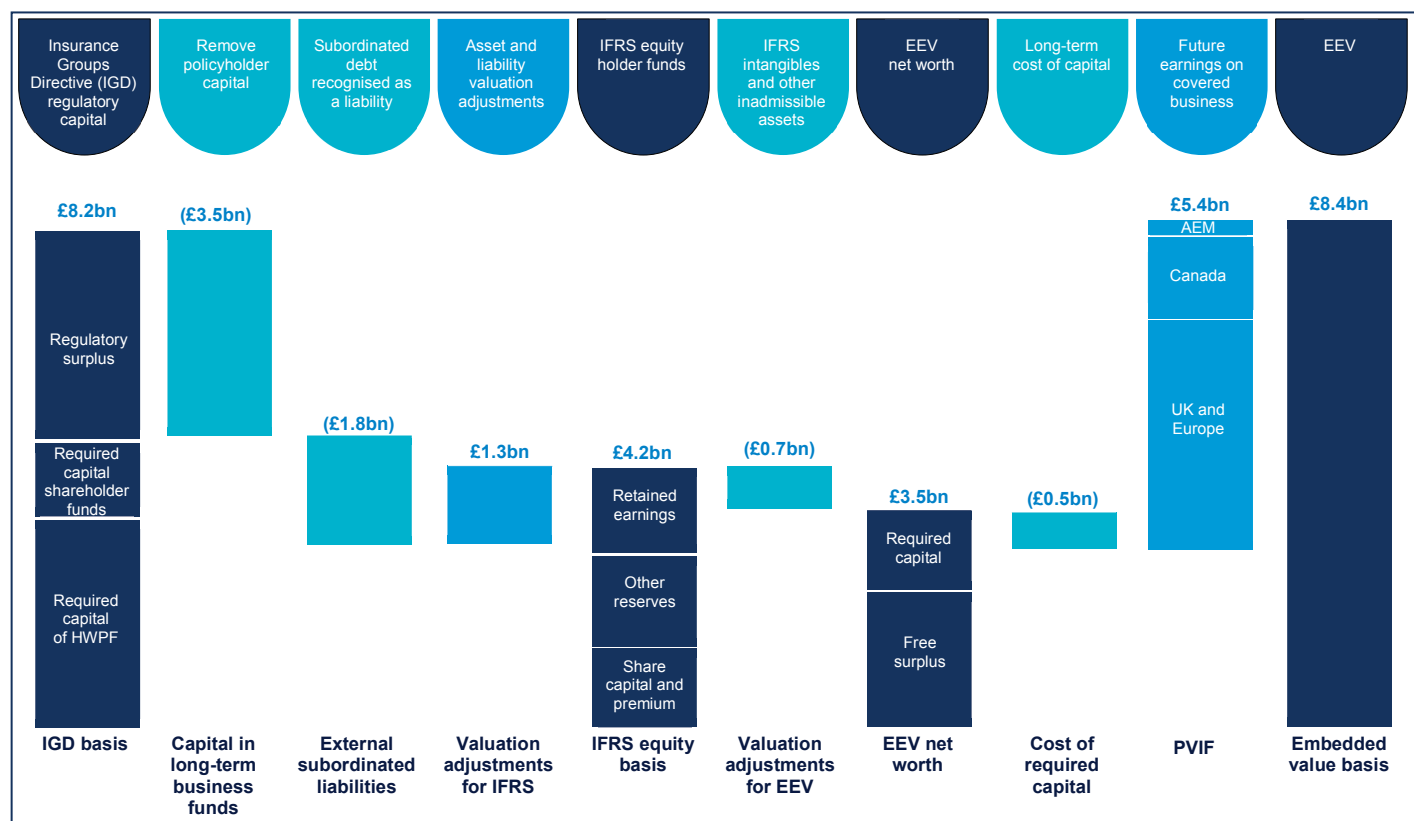 Insurance
Groups
Directive (IGD)
regulatory
capital
Remove
policyholder
capital
Subordinated
debt
recognised as
a liability
Asset and
liability
valuation
adjustments
IFRS equity
holder funds
IFRS
intangibles
and other
inadmissible
assets
EEV
net worth
Long-term
cost of capital
Future
earnings on
covered
business
EEV
£8.2bn
Regulatory
surplus
Required
capital
shareholder
funds
Required
capital
of HWPF
IGD basis
(£3.5bn)
Capital in
long-term
business
funds
(£1.8bn)
External
subordinated
liabilities
£1.3bn
Valuation
adjustments
for IFRS
£4.2bn
Retained
earnings
Other
reserves
Share
capital and
premium
IFRS equity
basis
(£0.7bn)
Valuation
adjustments
for EEV
£3.5bn
Required
capital
Free
surplus
EEV net
worth
(£0.5bn)
Cost of
required
capital
£5.4bn
AEM
Canada
UK and
Europe
PVIF
£8.4bn
Embedded
value basis